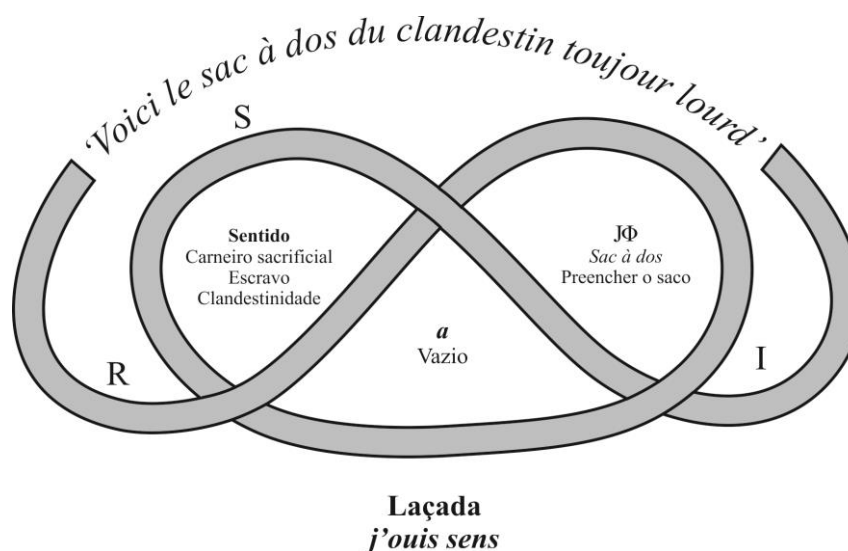 ‘Voici le sac à dos du clandestin toujour lourd’
S
Sentido
Carneiro sacrificial
Escravo
Clandestinidade
JΦ
Sac à dos
Preencher o saco
a
Vazio
R
I
Laçada
j’ouis sens